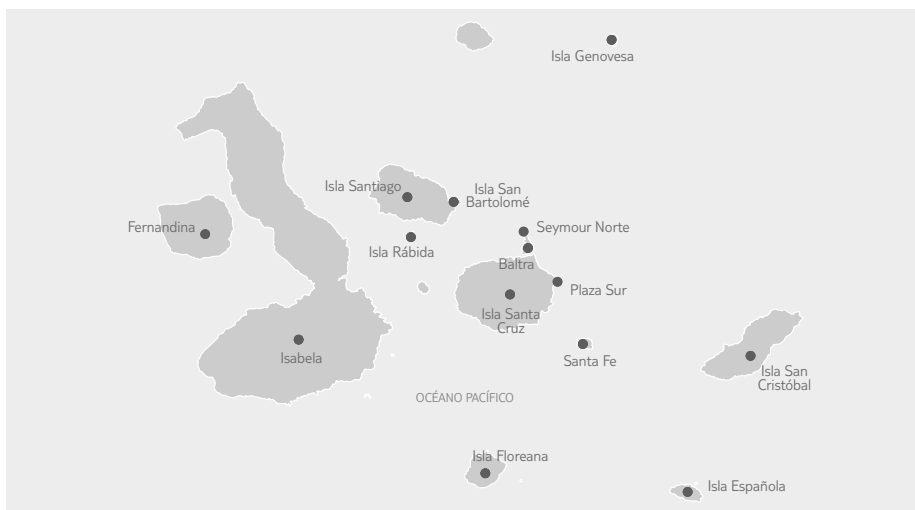 Isla Genovesa
Isla Santiago
Isla San
Bartolomé
Fernandina
Seymour Norte
Isla Rábida
Baltra
Plaza Sur
Isla Santa
Cruz
Isabela
Santa Fe
Isla San
Cristóbal
OCÉANO PACÍFICO
Isla Floreana
Isla Española